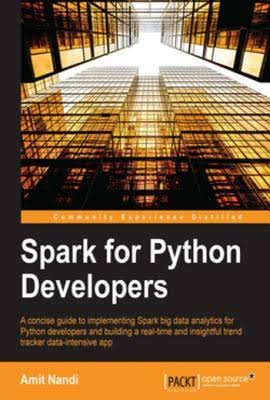 Community Experience Distilled
Spark for Python
Developers
A concise guide to implementing Spark big data analytics for
Python developers and building a real-time and insightful trend
tracker data-intensive app
Amit Nandi
PACKT open source
PUBLISHING